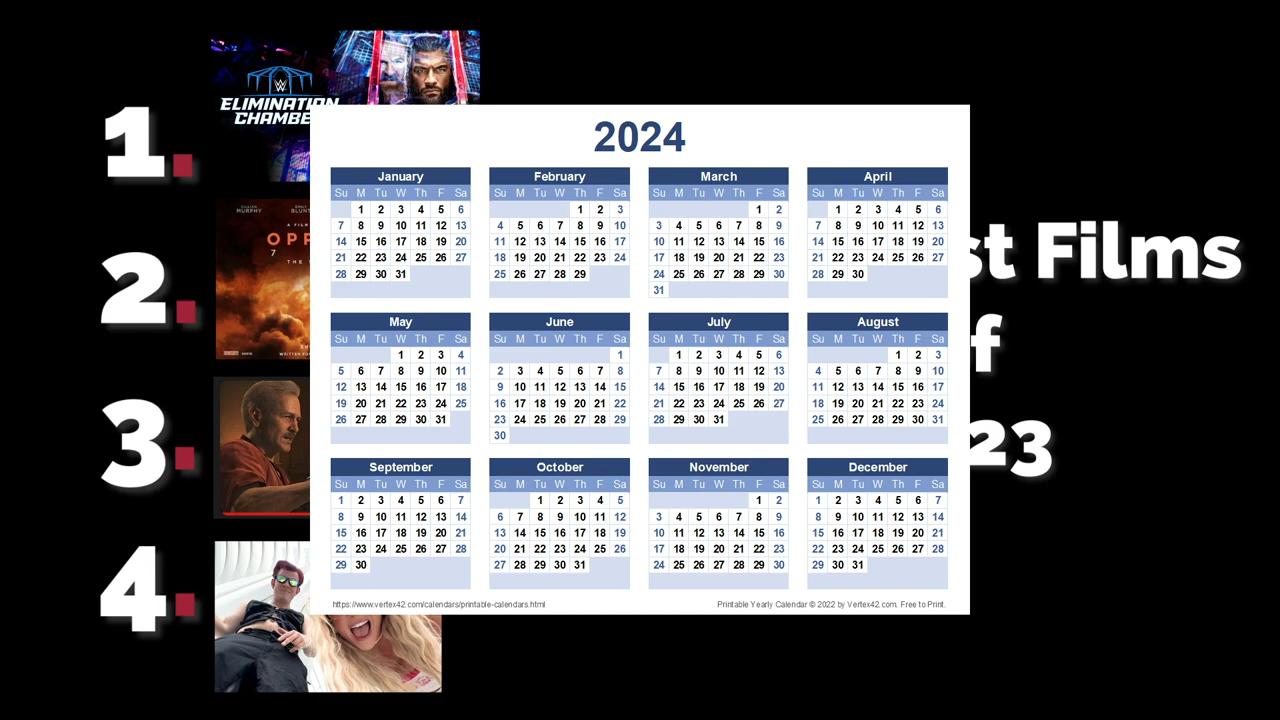 1.
2.
3.
4.
W
ELIMINATION
CHAMBE
MURPHY
BLUNT
A FILM
OPP
7
THE
WRITTEN FO
st Films
f
23
2024
January
Su M Tu W Th F Sa
1 2 3 4 5 6
7 8 9 10 11 12 13
14 15 16 17 18 19 20
21 22 23 24 25 26 27
28 29 30 31
February
Su M Tu W Th F Sa
1 2 3
4 5 6 7 8 9 10
11 12 13 14 15 16 17
18 19 20 21 22 23 24
25 26 27 28 29
March
Su M Tu W Th F Sa
1 2
3 4 5 6 7 8 9
10 11 12 13 14 15 16
17 18 19 20 21 22 23
24 25 26 27 28 29 30
31
April
Su M Tu W Th F Sa
1 2 3 4 5 6
7 8 9 10 11 12 13
14 15 16 17 18 19 20
21 22 23 24 25 26 27
28 29 30
May
Su M Tu W Th F Sa
1 2 3 4
5 6 7 8 9 10 11
12 13 14 15 16 17 18
19 20 21 22 23 24 25
26 27 28 29 30 31
June
Su M Tu W Th F Sa
1
2 3 4 5 6 7 8
9 10 11 12 13 14 15
16 17 18 19 20 21 22
23 24 25 26 27 28 29
30
July
Su M Tu W Th F Sa
1 2 3 4 5 6
7 8 9 10 11 12 13
14 15 16 17 18 19 20
21 22 23 24 25 26 27
28 29 30 31
August
Su M Tu W Th F Sa
1 2 3
4 5 6 7 8 9 10
11 12 13 14 15 16 17
18 19 20 21 22 23 24
25 26 27 28 29 30 31
September
Su M Tu W Th F Sa
1 2 3 4 5 6 7
8 9 10 11 12 13 14
15 16 17 18 19 20 21
22 23 24 25 26 27 28
29 30
October
Su M Tu W Th F Sa
1 2 3 4 5
6 7 8 9 10 11 12
13 14 15 16 17 18 19
20 21 22 23 24 25 26
27 28 29 30 31
November
Su M Tu W Th F Sa
1 2
3 4 5 6 7 8 9
10 11 12 13 14 15 16
17 18 19 20 21 22 23
24 25 26 27 28 29 30
December
Su M Tu W Th F Sa
1 2 3 4 5 6 7
8 9 10 11 12 13 14
15 16 17 18 19 20 21
22 23 24 25 26 27 28
29 30 31
https://www.vertex42.com/calendars/printable-calendars.html
Printable Yearly Calendar © 2022 by Vertex42.com. Free to Print.